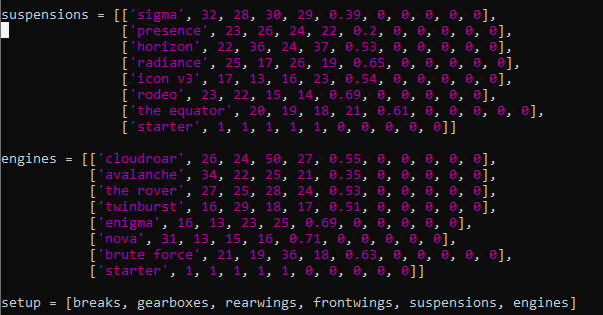 suspensions = [['sigma', 32, 28, 30, 29, 0.39, 0, 0, 0, 0, 0],
['presence', 23, 26, 24, 22, 0.2, 0, 0, 0, 0, 0],
['horizon', 22, 36, 24, 37, 0.53, 0, 0, 0, 0, 0],
['radiance', 25, 17, 26, 19, 0.65, 0, 0, 0, 0, 0],
['icon v3', 17, 13, 16, 23, 0.54, 0, 0, 0, 0, 0],
['rodeo', 23, 22, 15, 14, 0.69, 0, 0, 0, 0, 0],
['the equator', 20, 19, 18, 21, 0.61, 0, 0, 0, 0, 0],
['starter', 1, 1, 1, 1, 1, 0, 0, 0, 0, 0]]
engines = [['cloudroar', 26, 24, 50, 27, 0.55, 0, 0, 0, 0, 0],
['avalanche', 34, 22, 25, 21, 0.35, 0, 0, 0, 0, 0],
['the rover', 27, 25, 28, 24, 0.53, 0, 0, 0, 0, 0],
['twinburst', 16, 29, 18, 17, 0.51, 0, 0, 0, 0, 0],
['enigma', 16, 13, 23, 25, 0.69, 0, 0, 0, 0, 0],
['nova', 31, 13, 15, 16, 0.71, 0, 0, 0, 0, 0],
['brute force', 21, 19, 36, 18, 0.63, 0, 0, 0, 0, 0],
['starter', 1, 1, 1, 1, 1, 0, 0, 0, 0, 0]]
setup = [breaks, gearboxes, rearwings, frontwings, suspensions, engines]